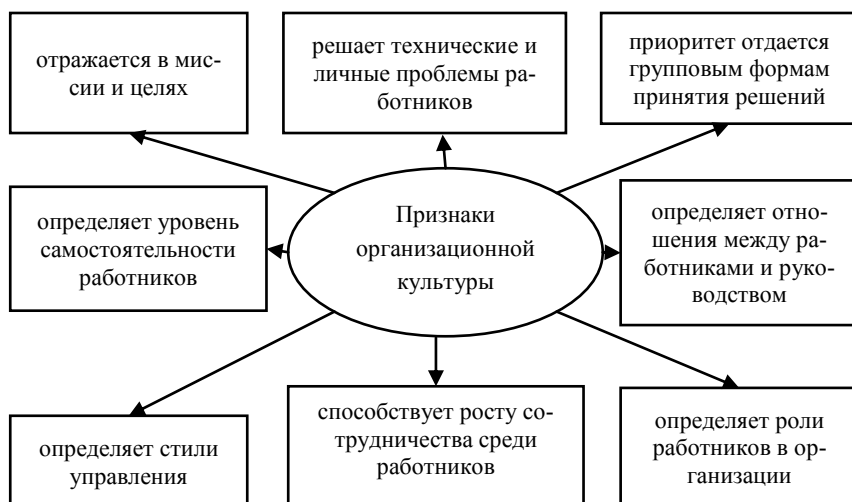 отражается в мис-
сии и целях
решает технические и
личные проблемы ра-
ботников
приоритет отдается
групповым формам
принятия решений
определяет уровень
самостоятельности
работников
Признаки
организационной
культуры
определяет отно-
шения между ра-
ботниками и руко-
водством
определяет стили
управления
способствует росту со-
трудничества среди
работников
определяет роли
работников в ор-
ганизации